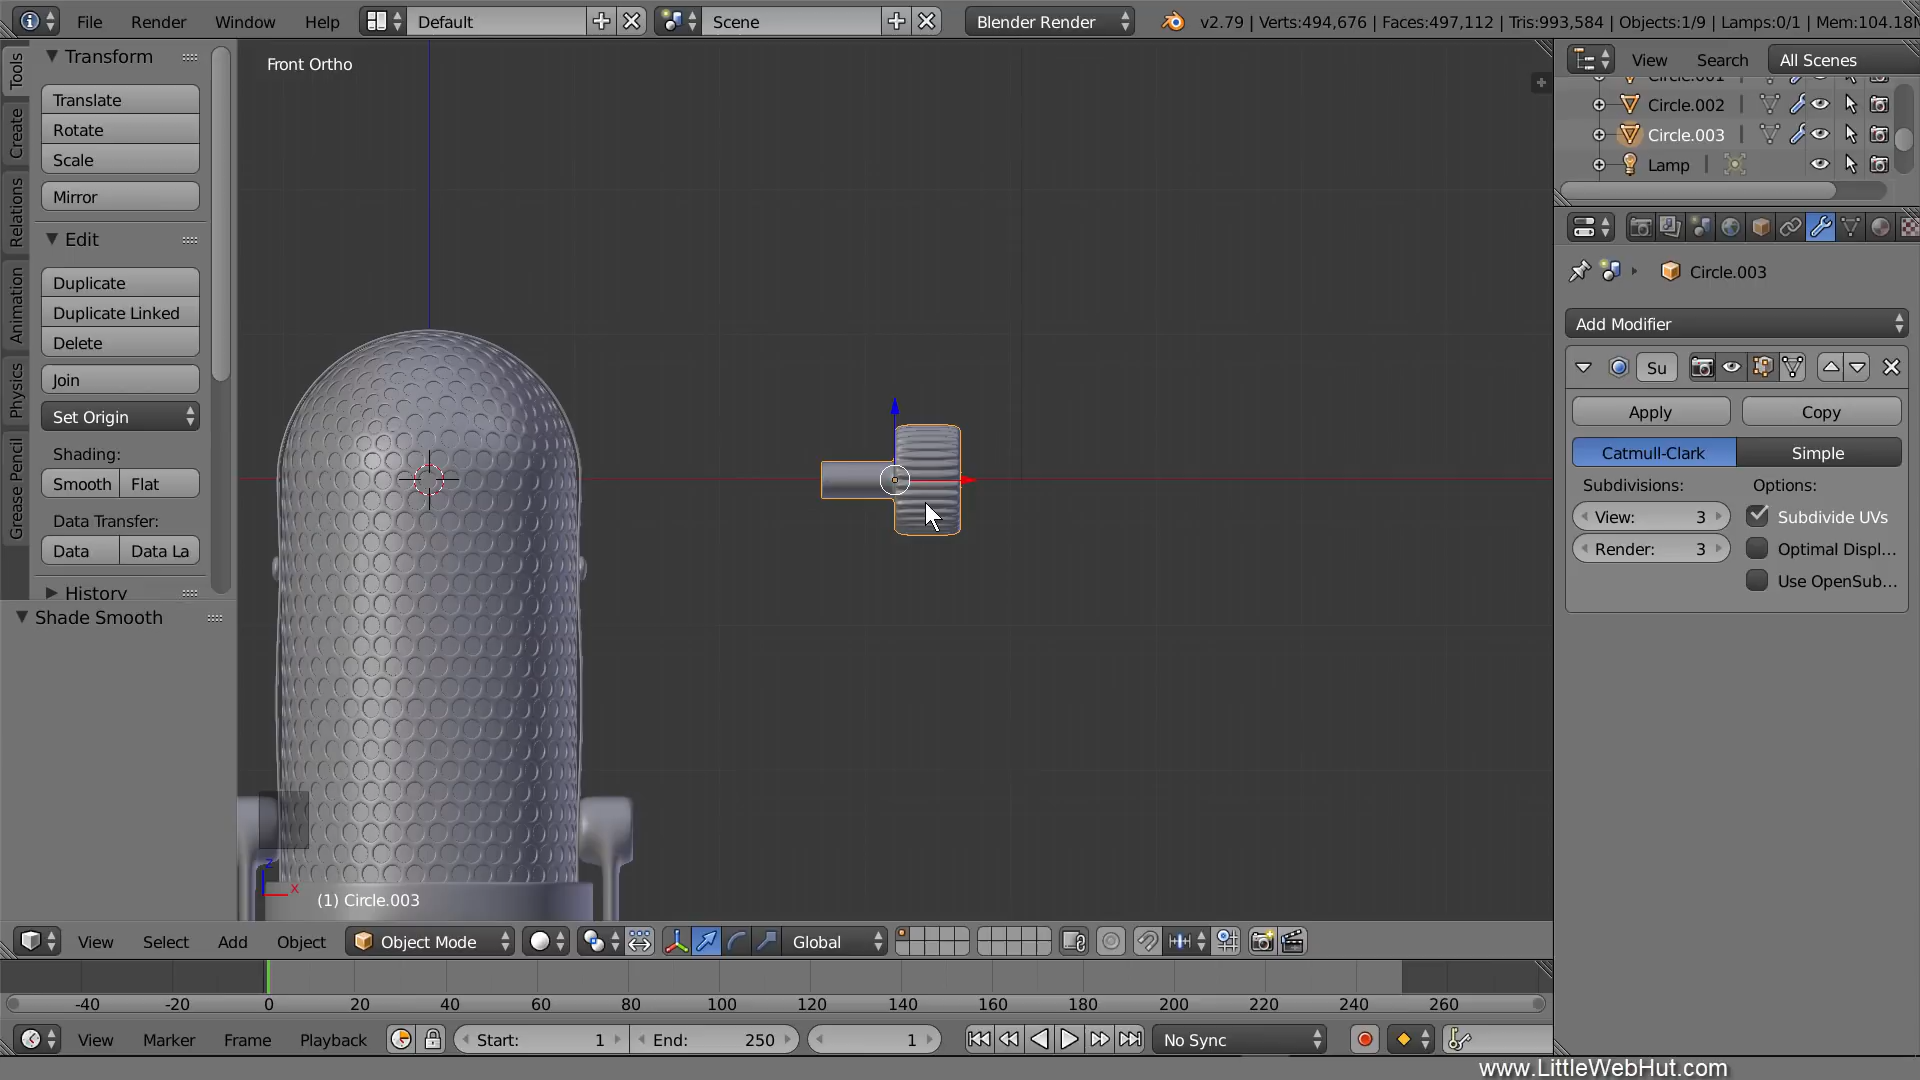 File Render Window Help Default Scene Blender Render v2.79 | Verts:494,676 | Faces:497,112 | Tris:993,584 | Objects:1/9 | Lamps:0/1 | Mem:104.18
Transform
Translate
Rotate
Scale
Mirror
Edit
Duplicate
Duplicate Linked
Delete
Join
Set Origin
Shading:
Smooth Flat
Data Transfer:
Data Data La
History
Shade Smooth
Tools
Create
Relations
Animation
Physics
Grease Pencil
Front Ortho
z
x
(1) Circle.003
View Search All Scenes
Circle.001
Circle.002
Circle.003
Lamp
Circle.003
Add Modifier
Su
Apply Copy
Catmull-Clark Simple
Subdivisions: Options:
View: 3 Subdivide UVs
Render: 3 Optimal Displ...
Use OpenSub...
View Select Add Object Object Mode Global
-40 -20 0 20 40 60 80 100 120 140 160 180 200 220 240 260
View Marker Frame Playback Start: 1 End: 250 1 No Sync
www.LittleWebHut.com